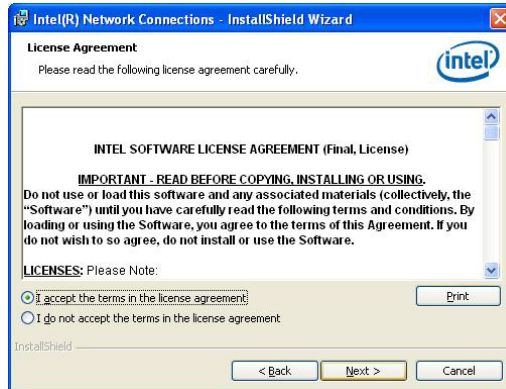 Intel(R) Network Connections - InstallShield Wizard
License Agreement
Please read the following license agreement carefully.
intel
INTEL SOFTWARE LICENSE AGREEMENT (Final, License)
IMPORTANT - READ BEFORE COPYING, INSTALLING OR USING.
Do not use or load this software and any associated materials (collectively, the
“Software”) until you have carefully read the following terms and conditions. By
loading or using the Software, you agree to the terms of this Agreement. If you
do not wish to so agree, do not install or use the Software.
LICENSES: Please Note:
I accept the terms in the license agreement
Print
I do not accept the terms in the license agreement
InstallShield
< Back
Next >
Cancel